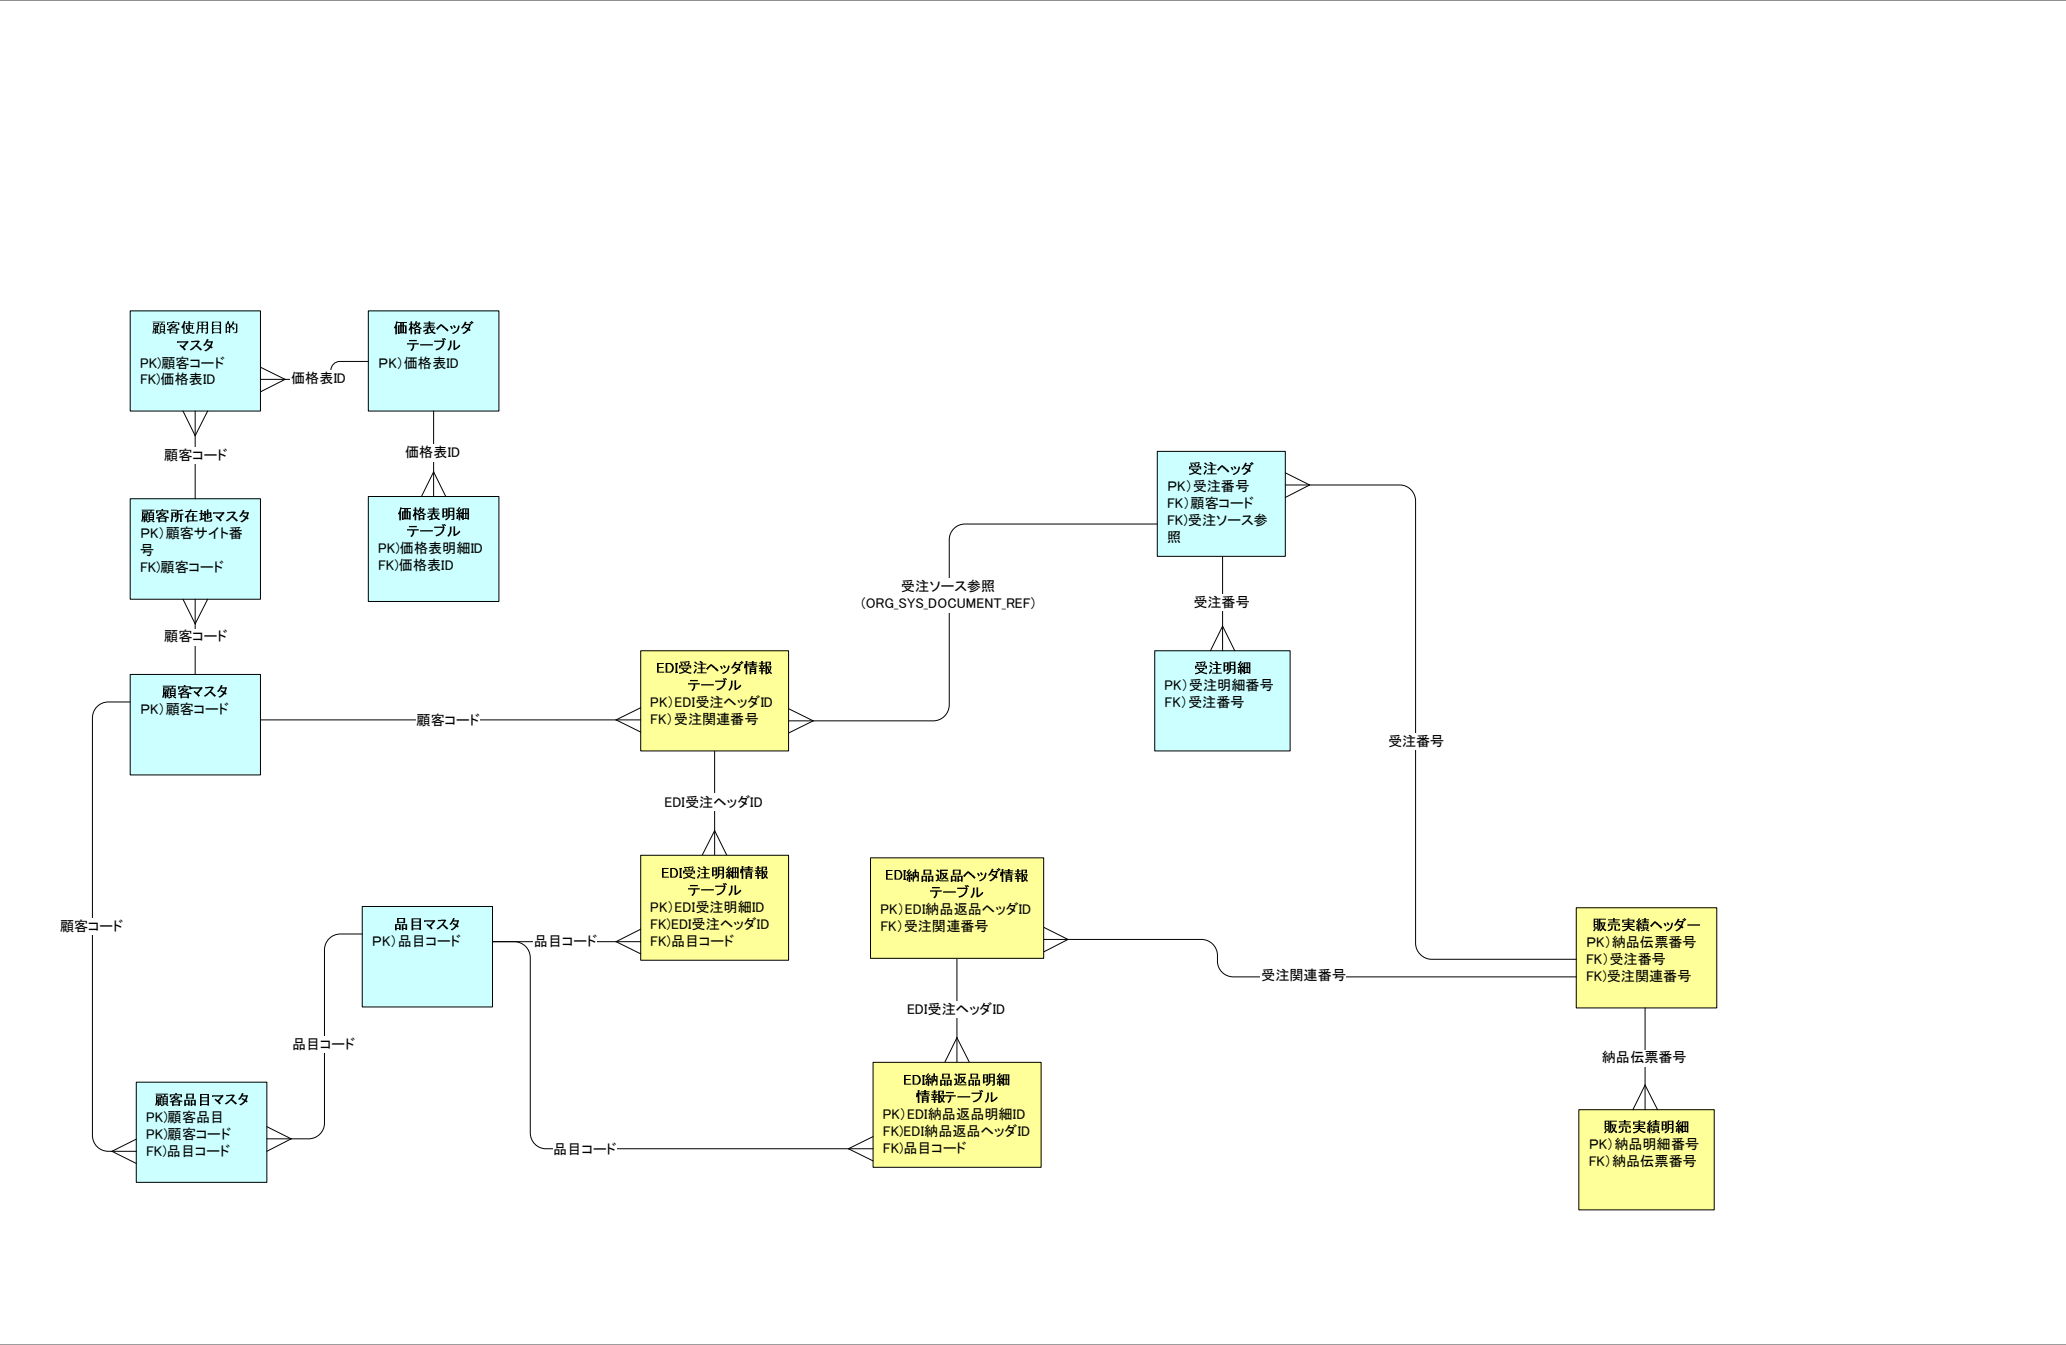 顧客使用目的
マスタ
PK)顧客コード
FK)価格表ID
価格表ID
価格表ヘッダ
テーブル
PK)価格表ID
顧客コード
価格表ID
顧客所在地マスタ
PK)顧客サイト番
号
FK)顧客コード
価格表明細
テーブル
PK)価格表明細ID
FK)価格表ID
顧客コード
顧客マスタ
PK)顧客コード
顧客コード
EDI受注ヘッダ情報
テーブル
PK)EDI受注ヘッダID
FK)受注関連番号
受注ソース参照
(ORG_SYS_DOCUMENT_REF)
受注ヘッダ
PK)受注番号
FK)顧客コード
FK)受注ソース参
照
受注番号
受注明細
PK)受注明細番号
FK)受注番号
受注番号
EDI受注ヘッダID
EDI受注明細情報
テーブル
PK)EDI受注明細ID
FK)EDI受注ヘッダID
FK)品目コード
顧客コード
品目マスタ
PK)品目コード
品目コード
EDI納品返品ヘッダ情報
テーブル
PK)EDI納品返品ヘッダID
FK)受注関連番号
受注関連番号
販売実績ヘッダー
PK)納品伝票番号
FK)受注番号
FK)受注関連番号
品目コード
EDI受注ヘッダID
納品伝票番号
顧客品目マスタ
PK)顧客品目
PK)顧客コード
FK)品目コード
品目コード
EDI納品返品明細
情報テーブル
PK)EDI納品返品明細ID
FK)EDI納品返品ヘッダID
FK)品目コード
販売実績明細
PK)納品明細番号
FK)納品伝票番号